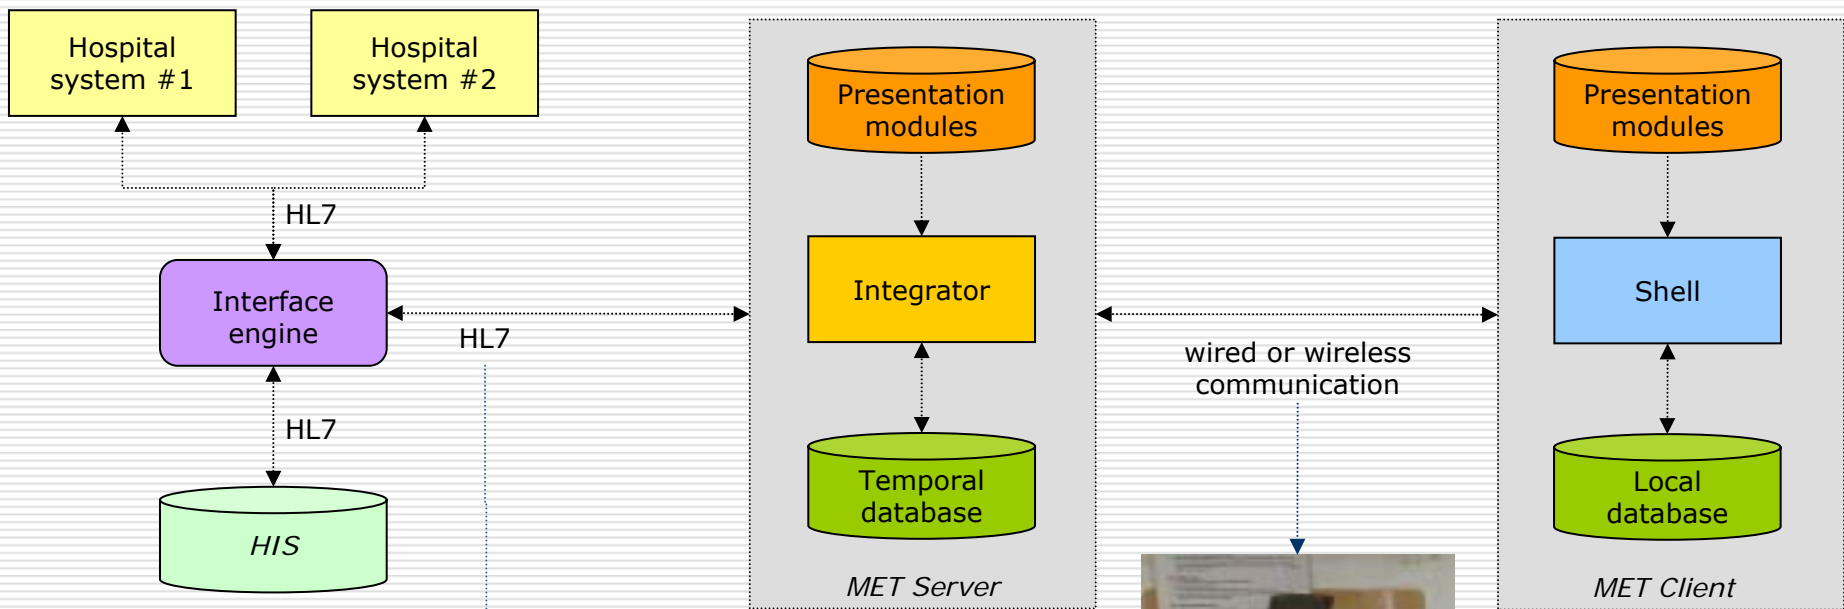 Hospital
system #1
Hospital
system #2
HL7
Interface
engine
HL7
HL7
HIS
Presentation
modules
Integrator
Temporal
database
MET Server
wired or wireless
communication
Presentation
modules
Shell
Local
database
MET Client